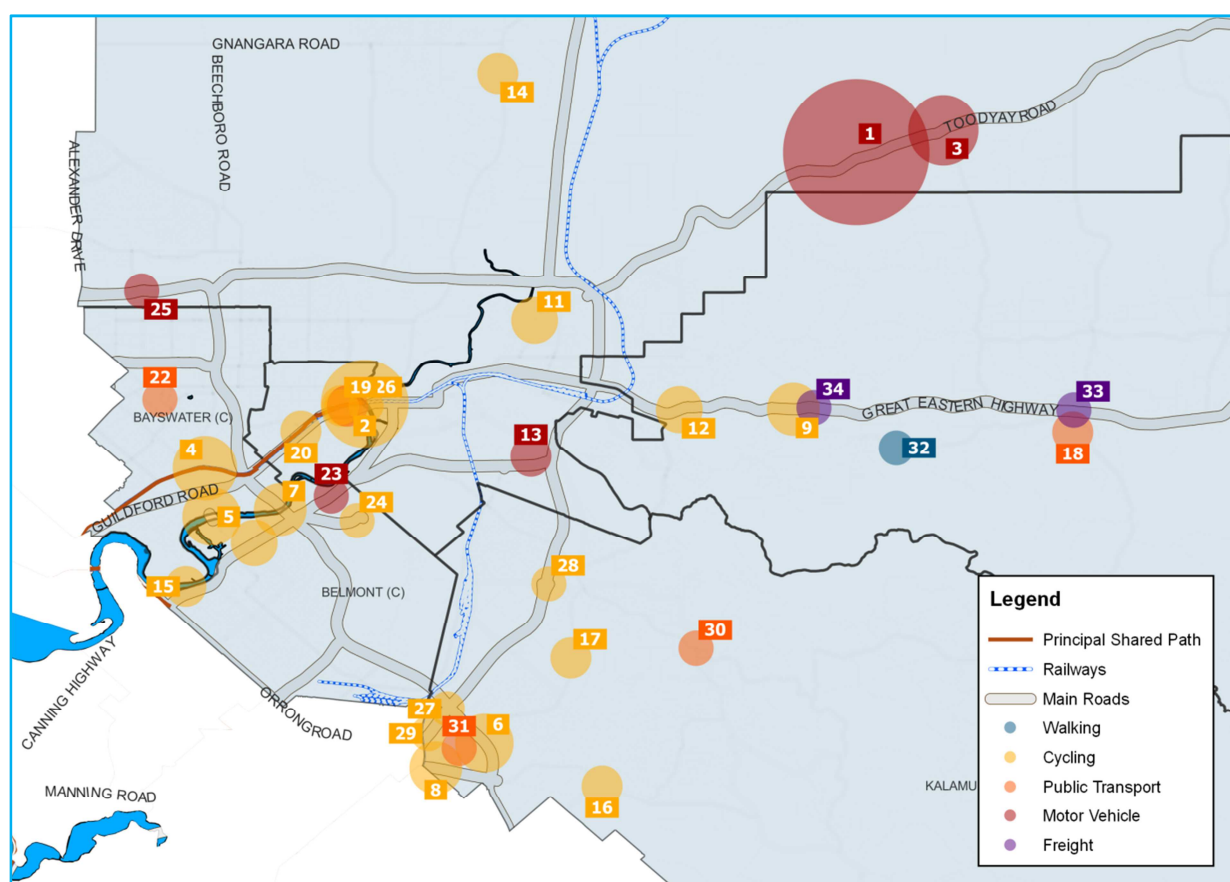 GNANGARA ROAD
BEECHBORO ROAD
14
ALEXANDER DRIVE
1
3
TOODYAY ROAD
25
11
22
BAYSWATER (C)
19
26
2
34
33
GREAT EASTERN HIGHWAY
12
9
18
32
4
20
13
23
7
24
GUILDFORD ROAD
5
15
BELMONT (C)
28
17
30
CANNING HIGHWAY
ORRONG ROAD
27
29
31
6
8
16
MANNING ROAD
KALAMU
Legend
Principal Shared Path
Railways
Main Roads
Walking
Cycling
Public Transport
Motor Vehicle
Freight